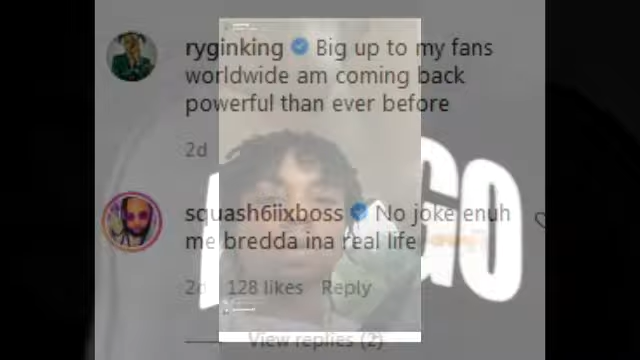 ryginking Big up to my fans
worldwide am coming back
powerful than ever before
2d
squash6iixboss No joke enuh
me bredda ina real life
2d 128 likes Reply
View replies (2)
GO